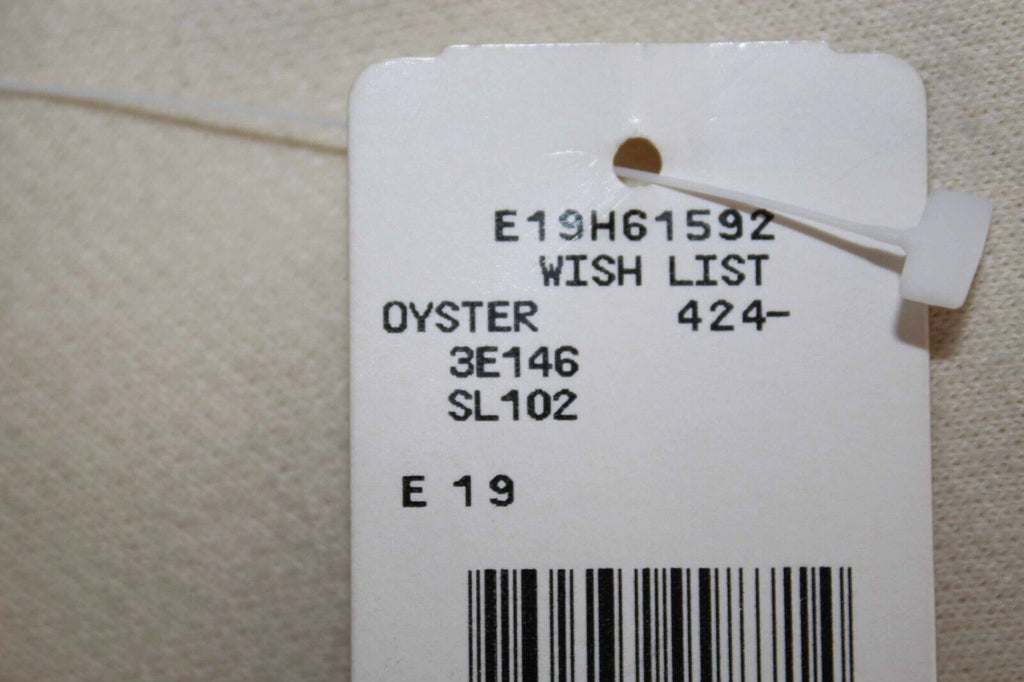 E19H61592
WISH LIST
OYSTER 424-
3E146
SL102
E 19